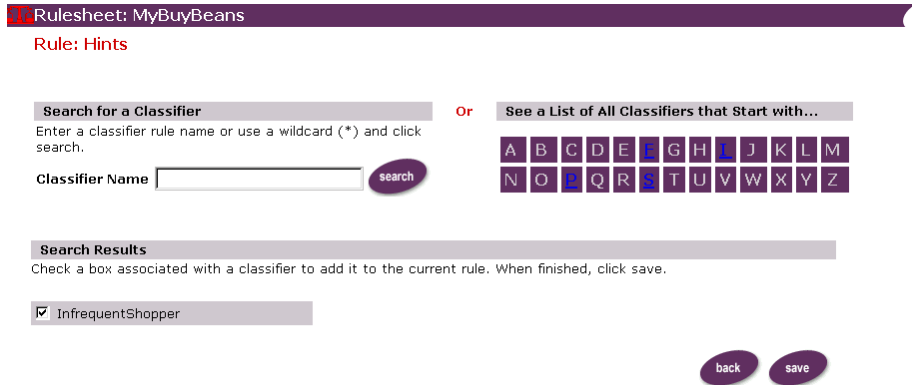 Rulesheet: MyBuyBeans
Rule: Hints
Search for a Classifier
Enter a classifier rule name or use a wildcard (*) and click
search.
Classifier Name
search
Or
See a List of All Classifiers that Start with...
A B C D E F G H I J K L M
N O P Q R S T U V W X Y Z
Search Results
Check a box associated with a classifier to add it to the current rule. When finished, click save.
InfrequentShopper
back
save